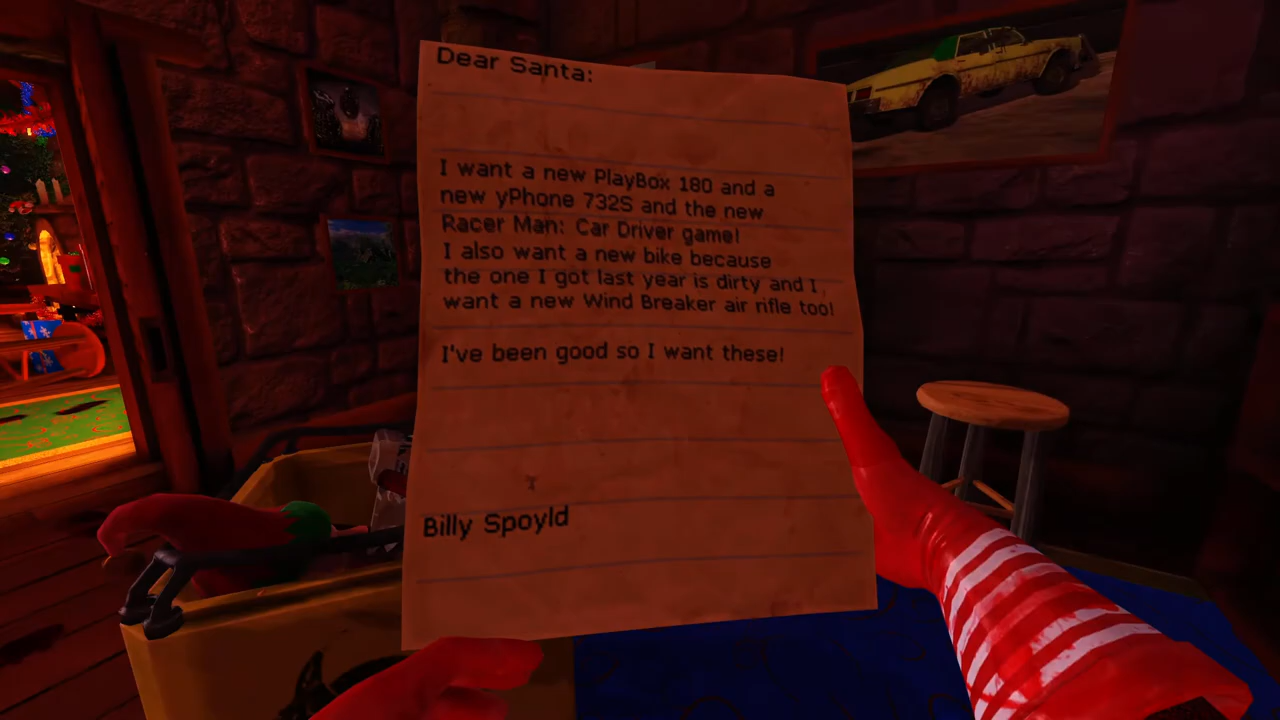 Dear Santa:
I want a new PlayBox 180 and a
new yPhone 732S and the new
Racer Man: Car Driver game!
I also want a new bike because
the one I got last year is dirty and I
want a new Wind Breaker air rifle too!
I've been good so I want these!
Billy Spoyld